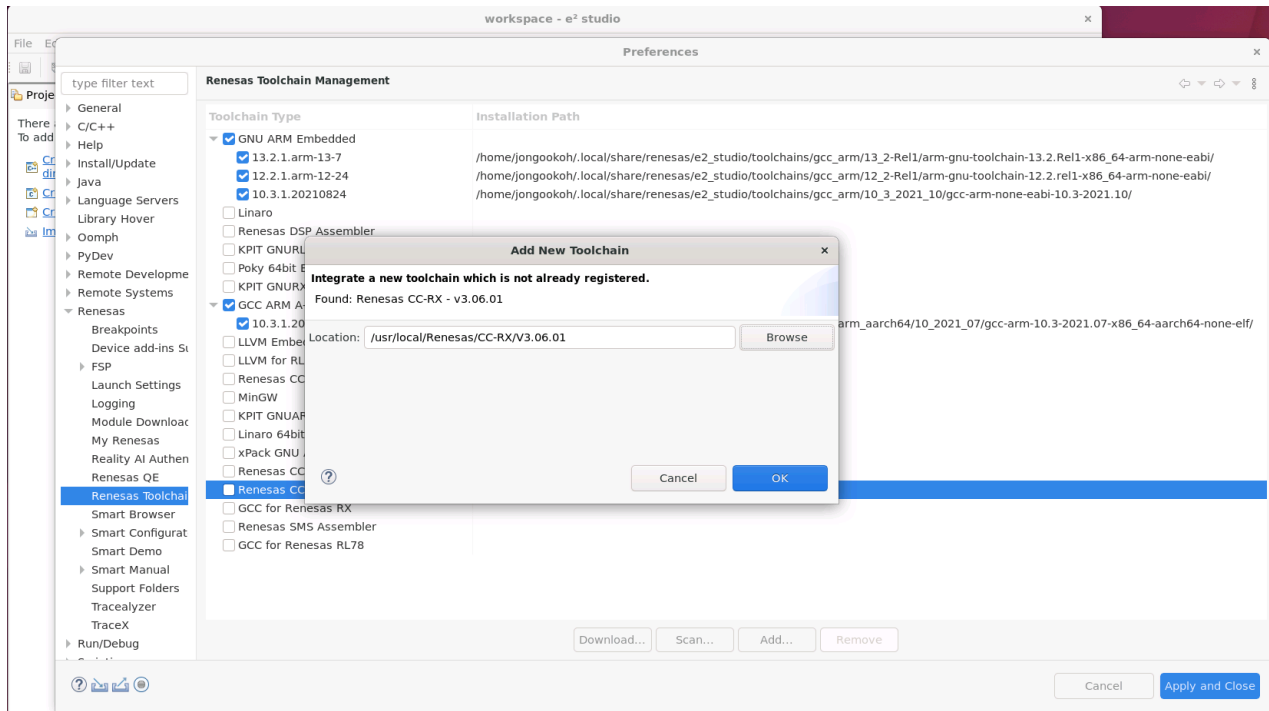 workspace - e² studio
File
Preferences
type filter text
Renesas Toolchain Management
General
C/C++
Help
Install/Update
Java
Language Servers
Library Hover
Oomph
PyDev
Remote Developme
Remote Systems
Renesas
Breakpoints
Device add-ins Su
FSP
Launch Settings
Logging
Module Downloac
My Renesas
Reality AI Authen
Renesas QE
Renesas Toolchai
Smart Browser
Smart Configurat
Smart Demo
Smart Manual
Support Folders
Tracealyzer
TraceX
Run/Debug
Proje
There
To add
Cr
dir
Cr
Cr
Im
Toolchain Type Installation Path
GNU ARM Embedded
13.2.1.arm-13-7 /home/jongookoh/.local/share/renesas/e2_studio/toolchains/gcc_arm/13_2-Rel1/arm-gnu-toolchain-13.2.Rel1-x86_64-arm-none-eabi/
12.2.1.arm-12-24 /home/jongookoh/.local/share/renesas/e2_studio/toolchains/gcc_arm/12_2-Rel1/arm-gnu-toolchain-12.2.rel1-x86_64-arm-none-eabi/
10.3.1.20210824 /home/jongookoh/.local/share/renesas/e2_studio/toolchains/gcc_arm/10_3_2021_10/gcc-arm-none-eabi-10.3-2021.10/
Linaro
Renesas DSP Assembler
KPIT GNURL
Poky 64bit E
KPIT GNURX
GCC ARM A-
10.3.1.20 arm_aarch64/10_2021_07/gcc-arm-10.3-2021.07-x86_64-aarch64-none-elf/
LLVM Embe
LLVM for RL
Renesas CC
MinGW
KPIT GNUAR
Linaro 64bit
xPack GNU
Renesas CC
Renesas CC
GCC for Renesas RX
Renesas SMS Assembler
GCC for Renesas RL78
Add New Toolchain
Integrate a new toolchain which is not already registered.
Found: Renesas CC-RX - v3.06.01
Location: /usr/local/Renesas/CC-RX/V3.06.01 Browse
Cancel OK
Download... Scan... Add... Remove
Cancel Apply and Close